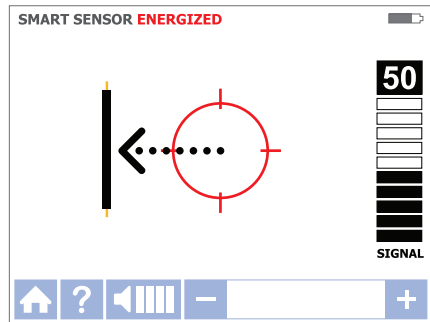 SMART SENSOR ENERGIZED
50
SIGNAL
?
- +